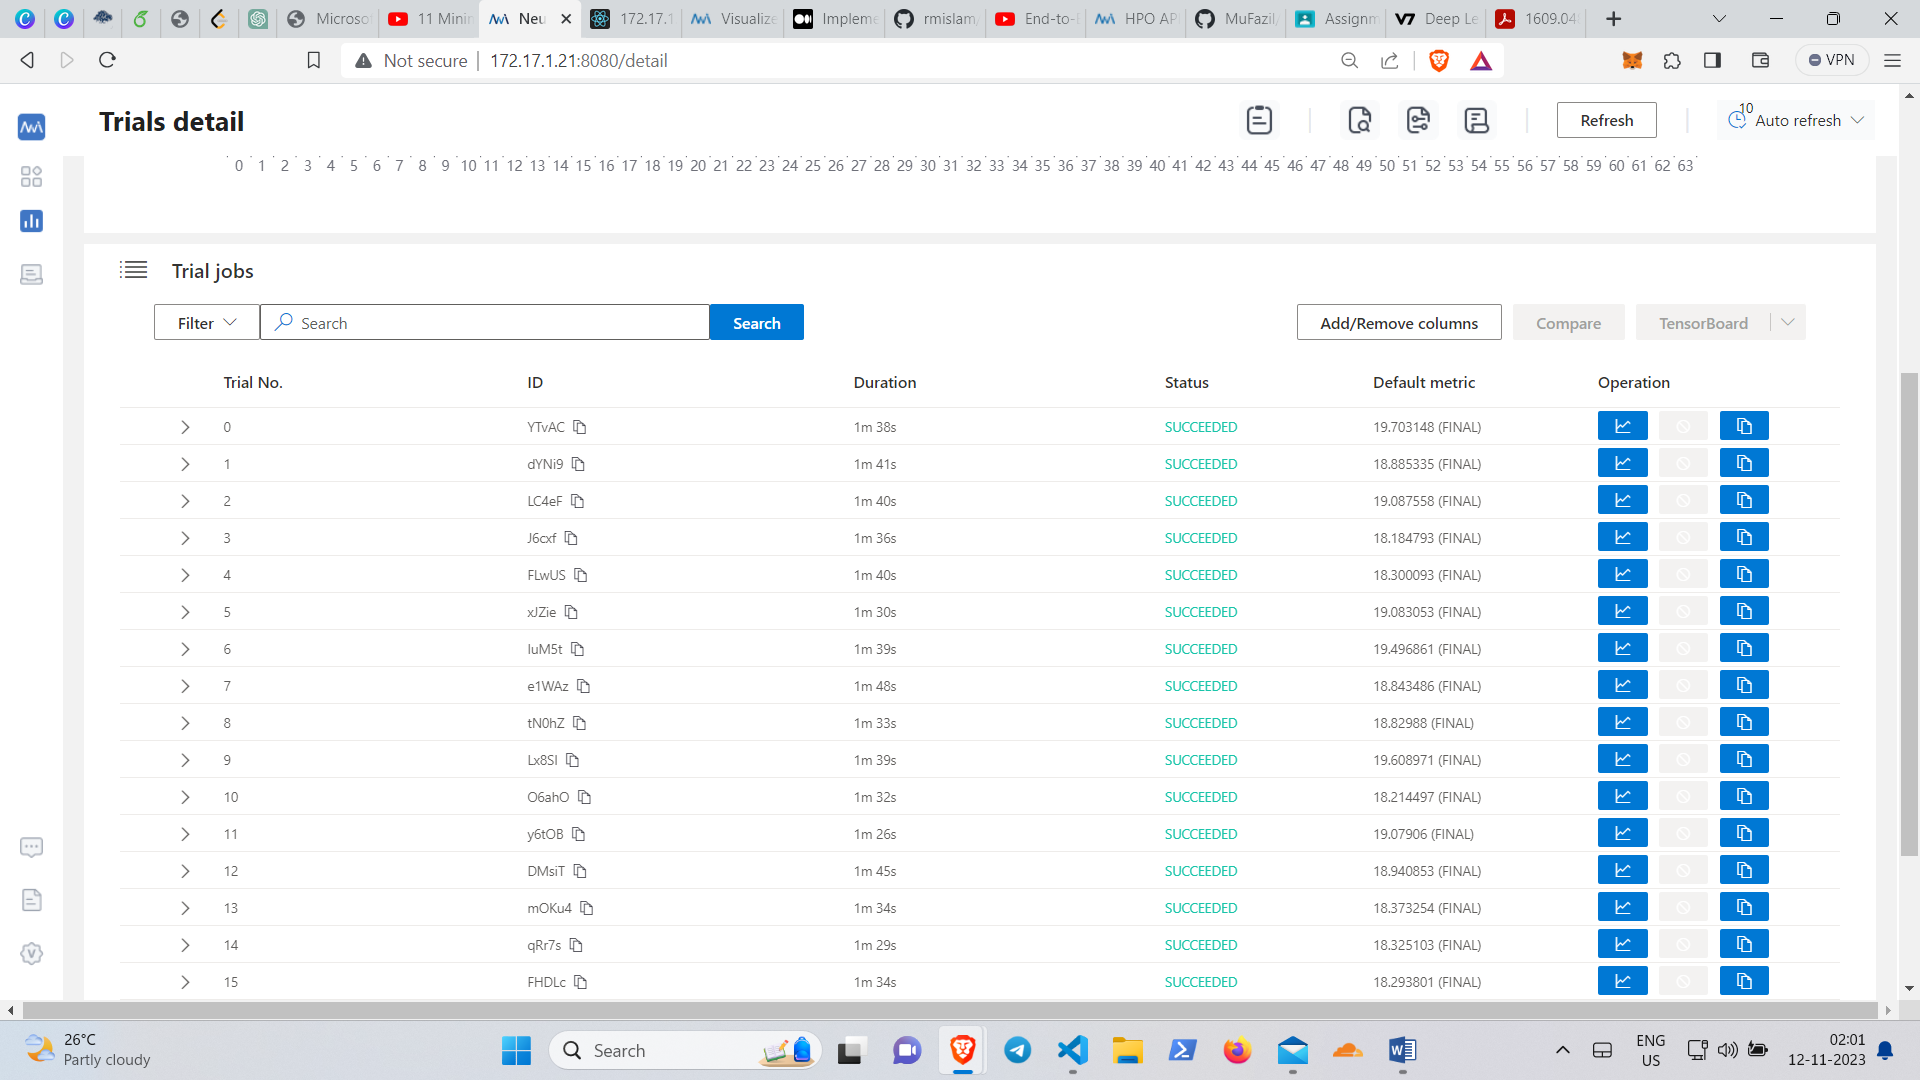 Microso
11 Minin
Neu
172.17.1
Visualize
Impleme
rmislam/
End-to-E
HPO AP
MuFazil/
Assignm
Deep Le
1609.04
Not secure 172.17.1.21:8080/detail
VPN
Trials detail
Refresh
10
Auto refresh
0 1 2 3 4 5 6 7 8 9 10 11 12 13 14 15 16 17 18 19 20 21 22 23 24 25 26 27 28 29 30 31 32 33 34 35 36 37 38 39 40 41 42 43 44 45 46 47 48 49 50 51 52 53 54 55 56 57 58 59 60 61 62 63
Trial jobs
Filter Search Search Add/Remove columns Compare TensorBoard
Trial No. ID Duration Status Default metric Operation
0 YTvAC 1m 38s SUCCEEDED 19.703148 (FINAL)
1 dYNi9 1m 41s SUCCEEDED 18.885335 (FINAL)
2 LC4eF 1m 40s SUCCEEDED 19.087558 (FINAL)
3 J6cxf 1m 36s SUCCEEDED 18.184793 (FINAL)
4 FLwUS 1m 40s SUCCEEDED 18.300093 (FINAL)
5 xJZie 1m 30s SUCCEEDED 19.083053 (FINAL)
6 IuM5t 1m 39s SUCCEEDED 19.496861 (FINAL)
7 e1WAz 1m 48s SUCCEEDED 18.843486 (FINAL)
8 tN0hZ 1m 33s SUCCEEDED 18.82988 (FINAL)
9 Lx8SI 1m 39s SUCCEEDED 19.608971 (FINAL)
10 O6ahO 1m 32s SUCCEEDED 18.214497 (FINAL)
11 y6tOB 1m 26s SUCCEEDED 19.07906 (FINAL)
12 DMsiT 1m 45s SUCCEEDED 18.940853 (FINAL)
13 mOKu4 1m 34s SUCCEEDED 18.373254 (FINAL)
14 qRr7s 1m 29s SUCCEEDED 18.325103 (FINAL)
15 FHDLc 1m 34s SUCCEEDED 18.293801 (FINAL)
26°C
Partly cloudy
Search
ENG
US
02:01
12-11-2023